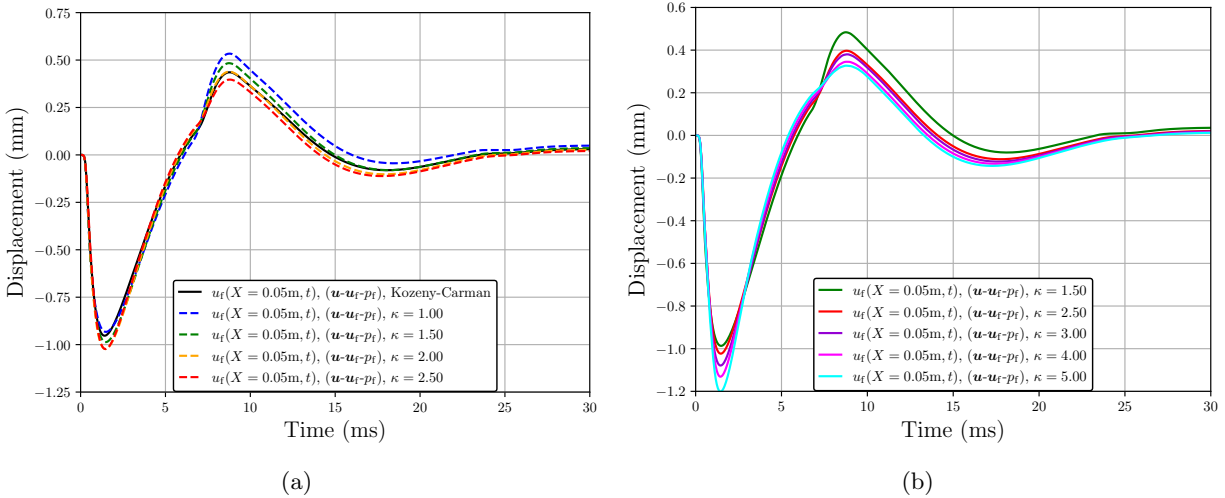 0.75
0.50
0.25
0.00
−0.25
−0.50
−0.75
−1.00
−1.25
Displacement (mm)
0 5 10 15 20 25 30
Time (ms)
u_f(X = 0.05m, t), (u-u_f-p_f), Kozeny-Carman
u_f(X = 0.05m, t), (u-u_f-p_f), κ = 1.00
u_f(X = 0.05m, t), (u-u_f-p_f), κ = 1.50
u_f(X = 0.05m, t), (u-u_f-p_f), κ = 2.00
u_f(X = 0.05m, t), (u-u_f-p_f), κ = 2.50
(a)
0.6
0.4
0.2
0.0
−0.2
−0.4
−0.6
−0.8
−1.0
−1.2
Displacement (mm)
0 5 10 15 20 25 30
Time (ms)
u_f(X = 0.05m, t), (u-u_f-p_f), κ = 1.50
u_f(X = 0.05m, t), (u-u_f-p_f), κ = 2.50
u_f(X = 0.05m, t), (u-u_f-p_f), κ = 3.00
u_f(X = 0.05m, t), (u-u_f-p_f), κ = 4.00
u_f(X = 0.05m, t), (u-u_f-p_f), κ = 5.00
(b)